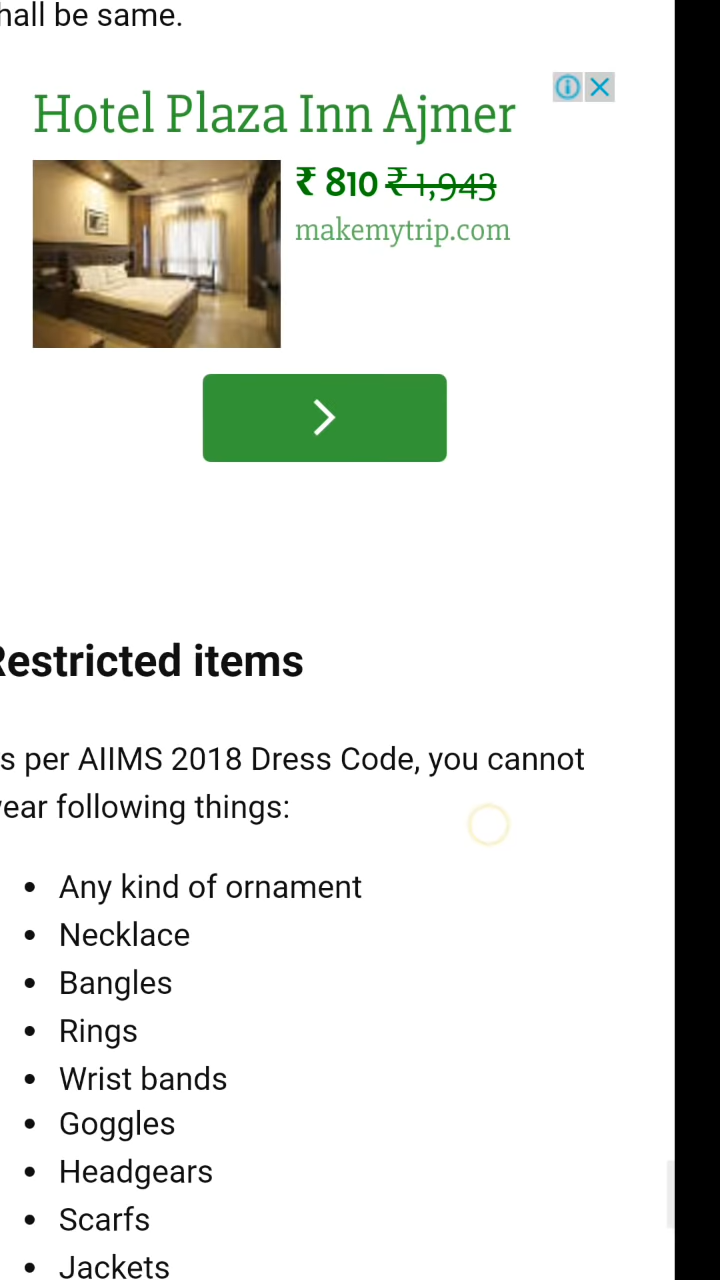 hall be same.
Hotel Plaza Inn Ajmer
₹ 810 ₹ 1,943
makemytrip.com
Restricted items
s per AIIMS 2018 Dress Code, you cannot
wear following things:
• Any kind of ornament
• Necklace
• Bangles
• Rings
• Wrist bands
• Goggles
• Headgears
• Scarfs
• Jackets